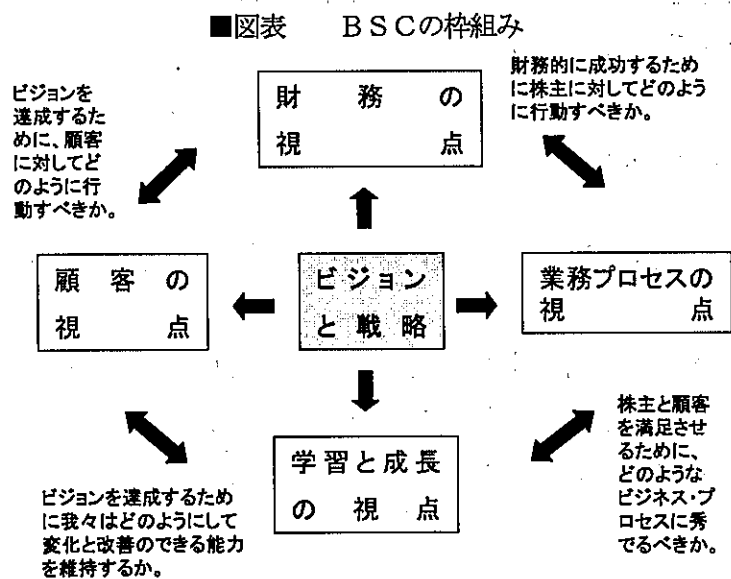 ■図表　　ＢＳＣの枠組み
財務的に成功するため
に株主に対してどのよう
に行動すべきか。
ビジョンを
達成するた
めに、顧客
に対してど
のように行
動すべきか。
財務の
視点
顧客の
視点
ビジョン
と戦略
業務プロセスの
視点
学習と成長
の視点
株主と顧客
を満足させ
るために、
どのような
ビジネス・プ
ロセスに秀
でるべきか。
ビジョンを達成するため
に我々はどのようにして
変化と改善のできる能力
を維持するか。